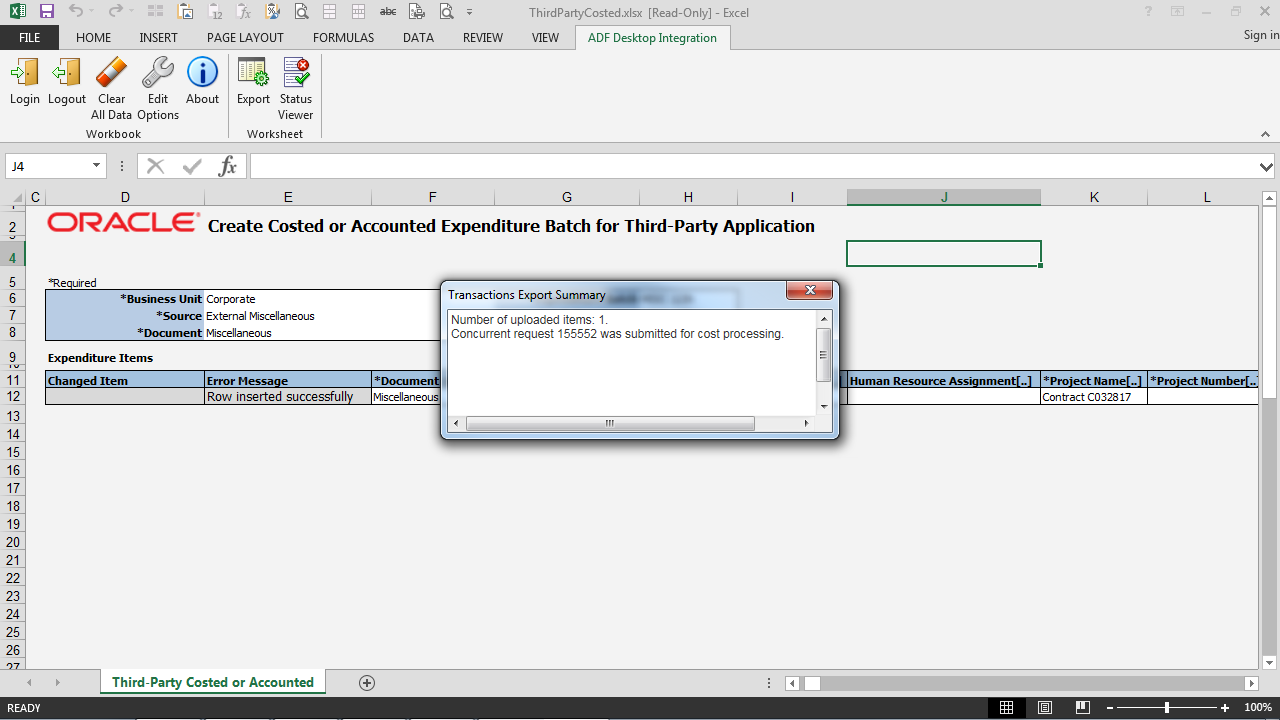 ThirdPartyCosted.xlsx [Read-Only] - Excel
FILE HOME INSERT PAGE LAYOUT FORMULAS DATA REVIEW VIEW ADF Desktop Integration Sign in
Login Logout Clear All Data Edit Options About Export Status Viewer
Workbook Worksheet
J4 fx
C D E F G H I J K L
2 ORACLE Create Costed or Accounted Expenditure Batch for Third-Party Application
4
5 *Required
6 *Business Unit Corporate
7 *Source External Miscellaneous
8 *Document Miscellaneous
9 Expenditure Items
11 Changed Item Error Message *Document Human Resource Assignment[..] *Project Name[..] *Project Number[..
12 Row inserted successfully Miscellaneous Contract C032817
Transactions Export Summary
Number of uploaded items: 1.
Concurrent request 155552 was submitted for cost processing.
13
14
15
16
17
18
19
20
21
22
23
24
25
26
27
Third-Party Costed or Accounted
READY 100%